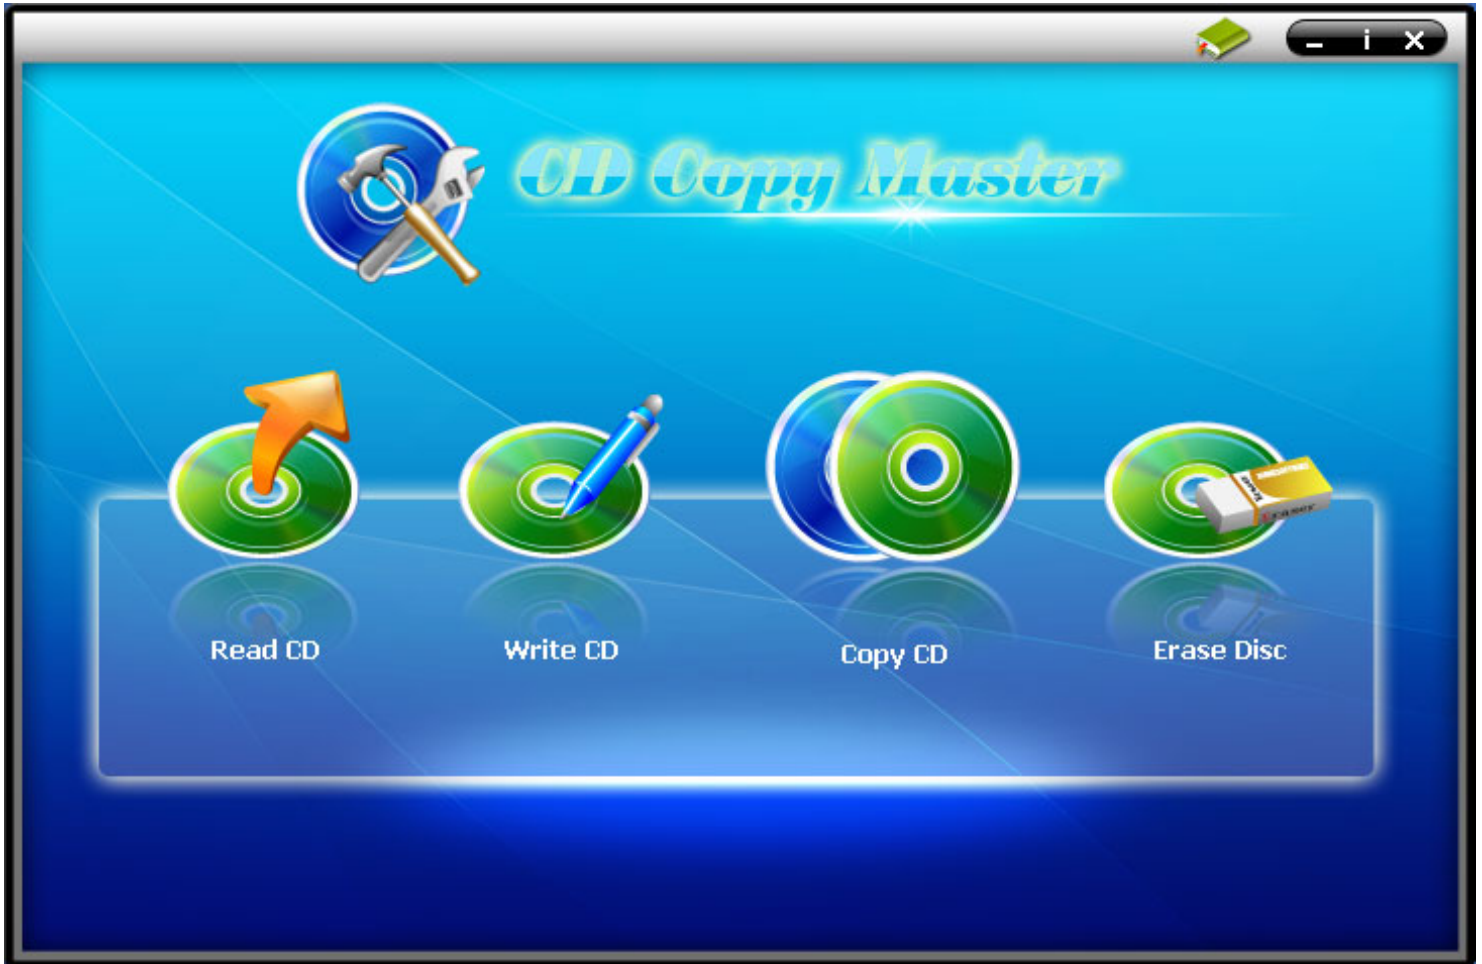 i
CD Copy Master
Read CD
Write CD
Copy CD
Erase Disc